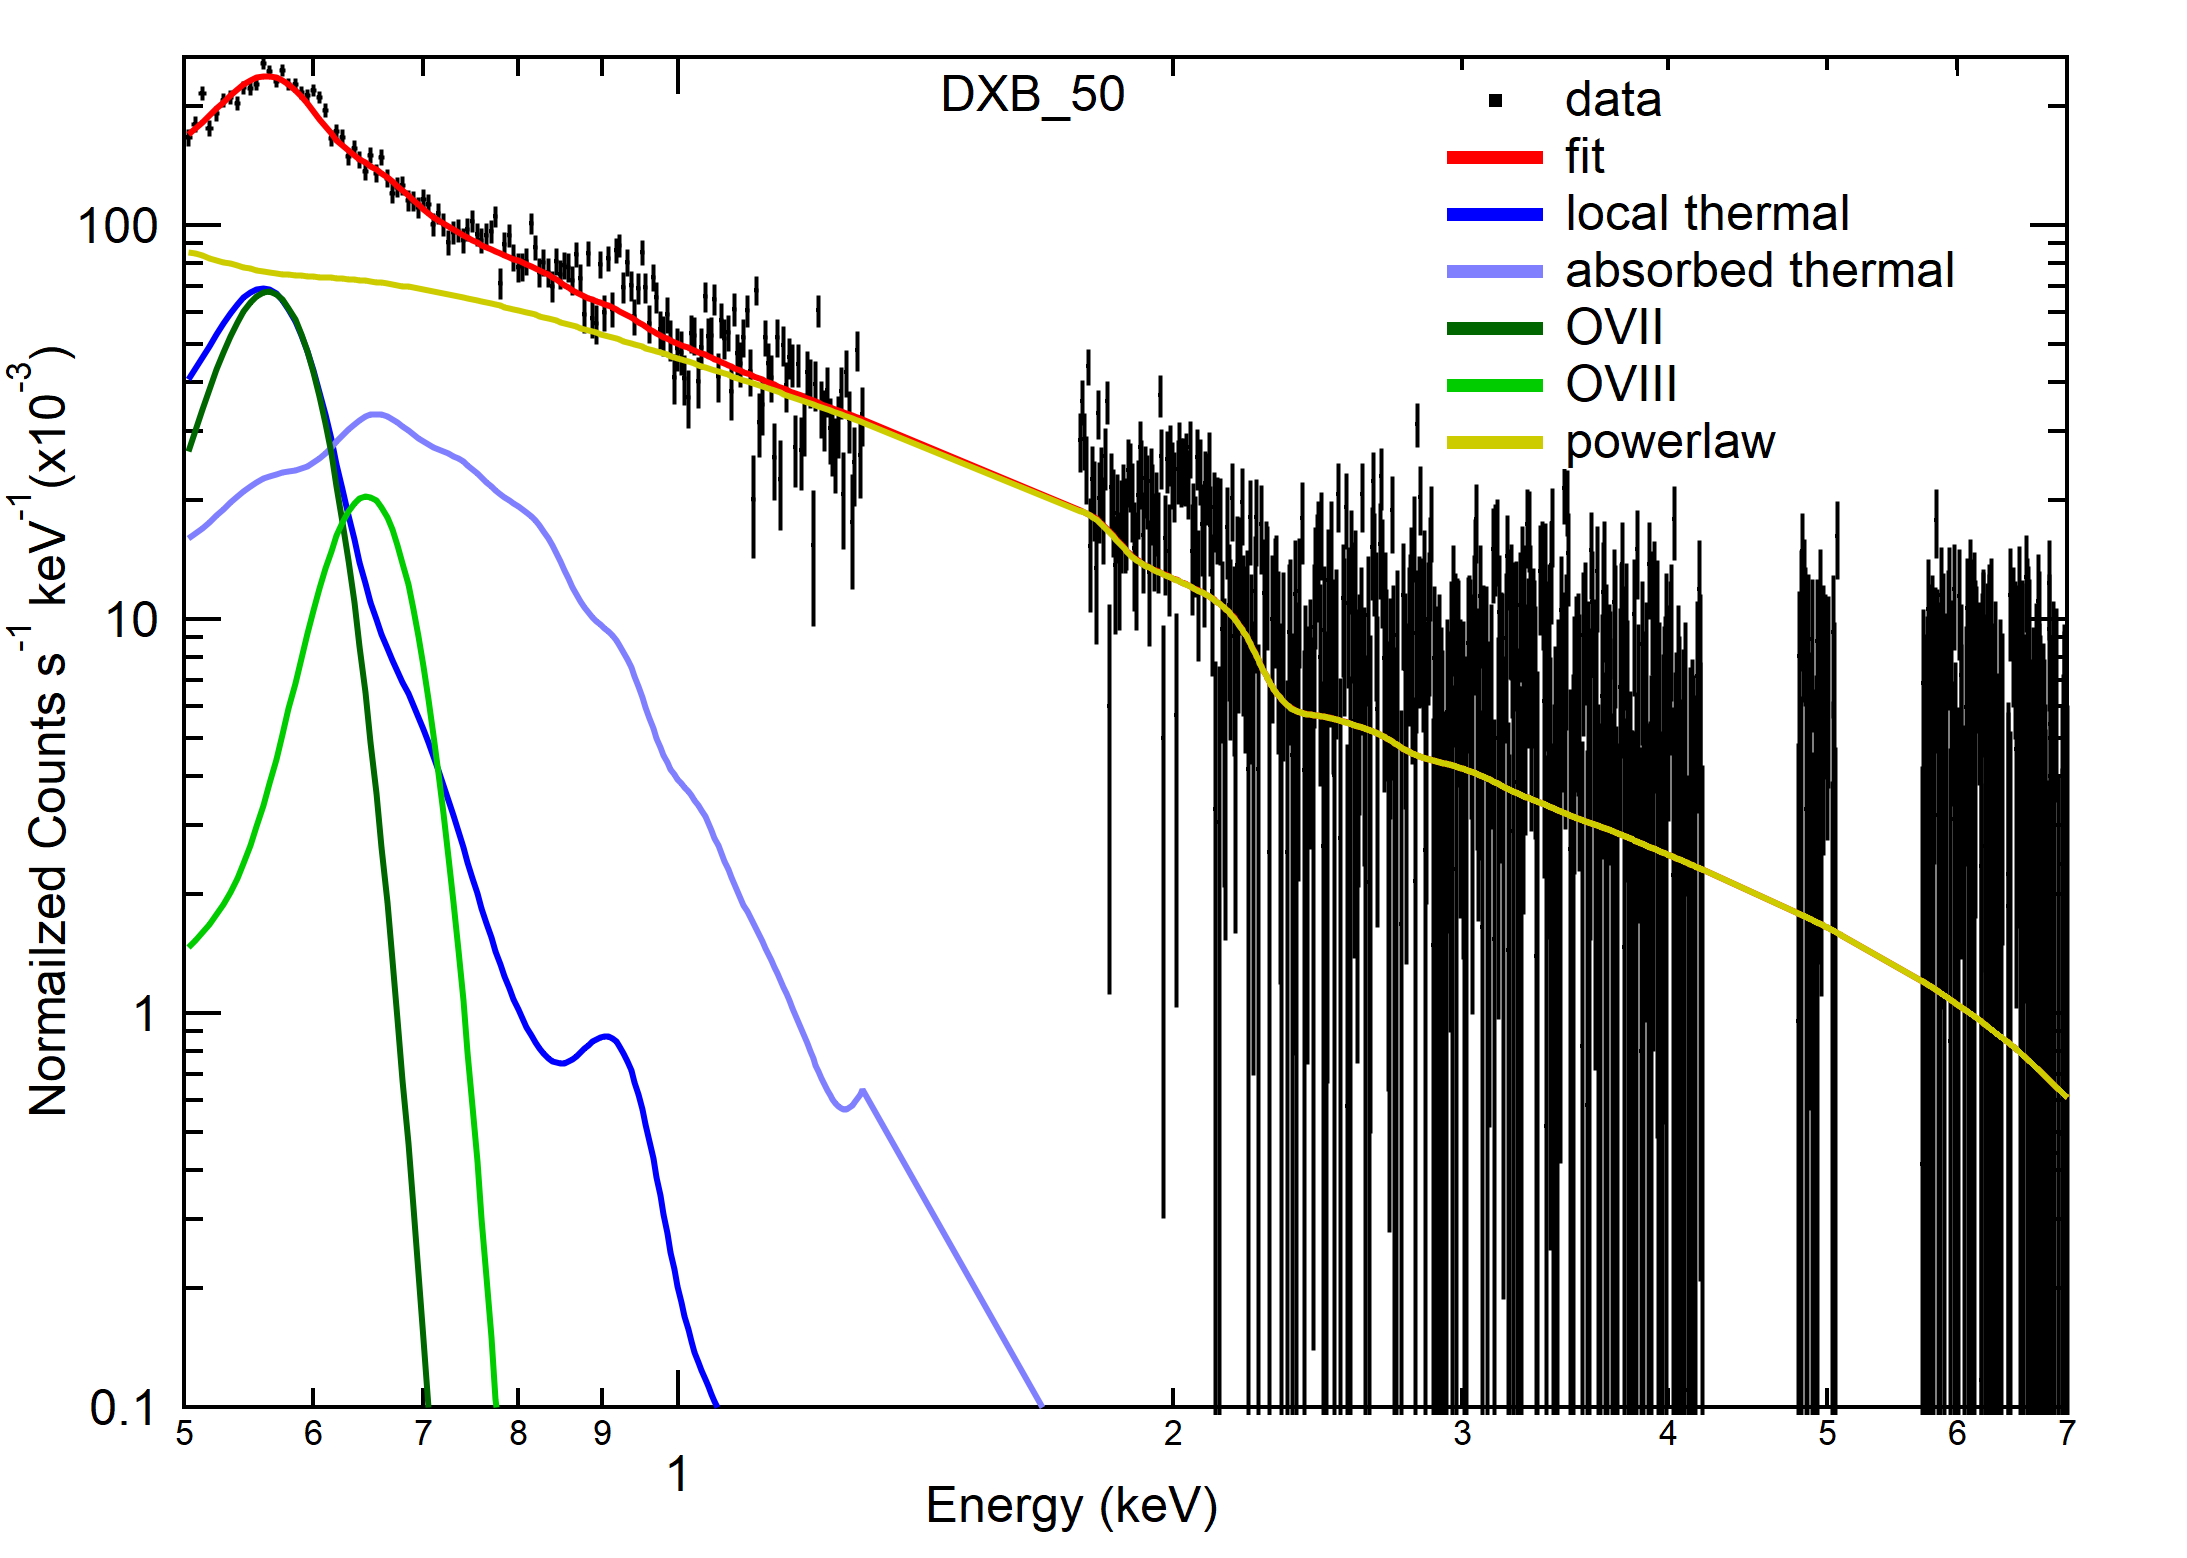 DXB_50
data
fit
local thermal
absorbed thermal
OVII
OVIII
powerlaw
Normailzed Counts s-1 keV-1 (x10-3)
100
10
1
0.1
5 6 7 8 9 2 3 4 5 6 7
1
Energy (keV)